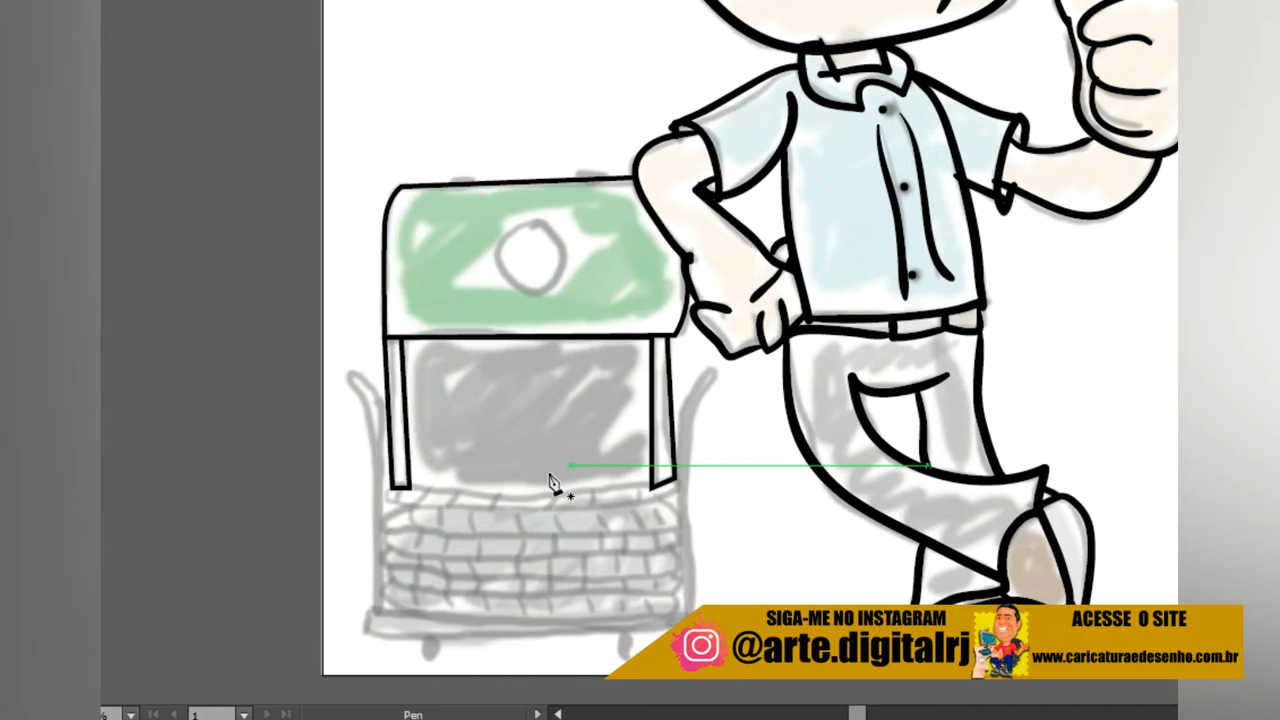 SIGA-ME NO INSTAGRAM
@arte.digitalrj
ACESSE O SITE
www.caricaturaedesenho.com.br
1
Pen